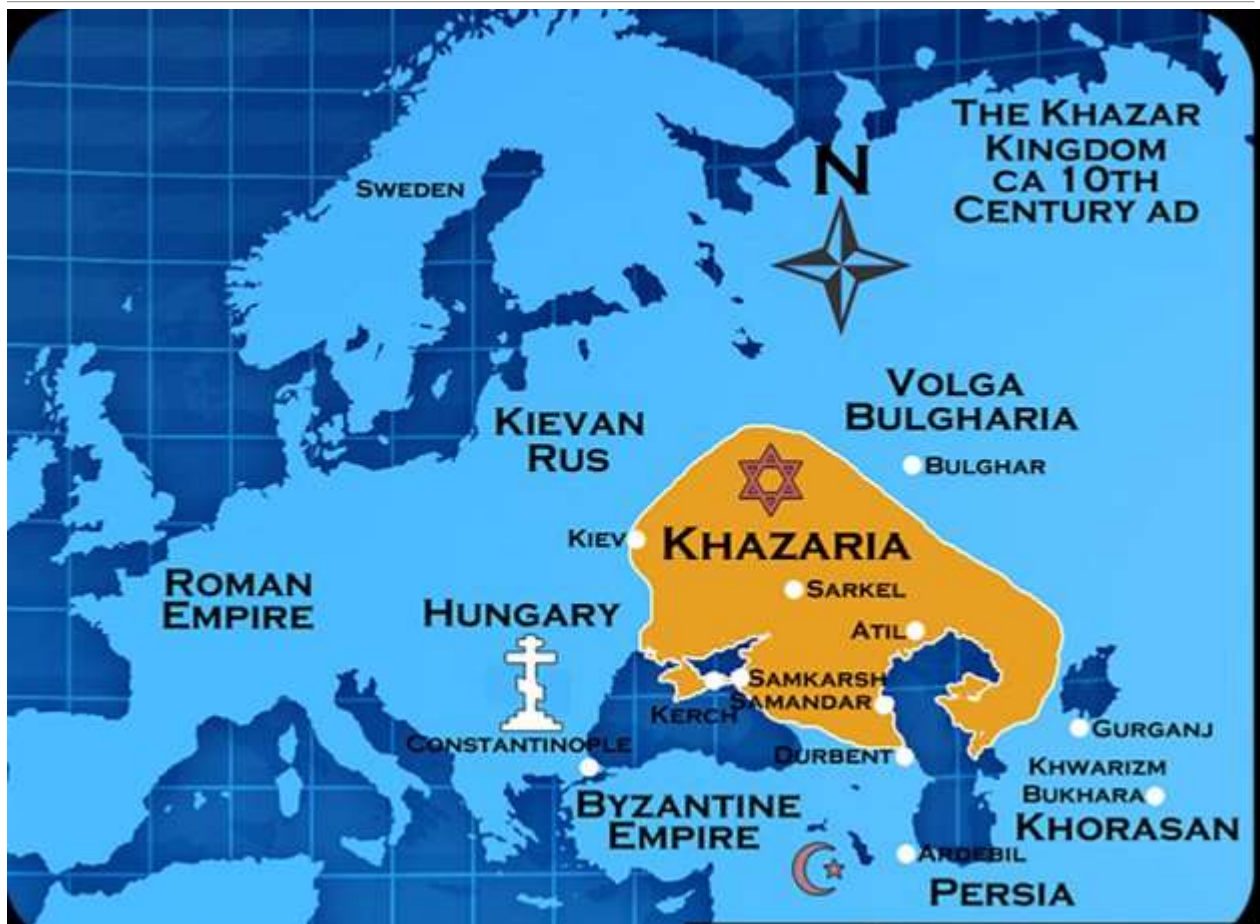 The Khazar
Kingdom
ca 10th
Century AD
N
Sweden
Volga
Bulgharia
Kievan
Rus
Bulghar
Kiev
Khazaria
Roman
Empire
Sarkel
Hungary
Atil
Samkarsh
Samandar
Kerch
Constantinople
Durbent
Gurganj
Khwarizm
Bukhara
Byzantine
Empire
Khorasan
Ardebil
Persia